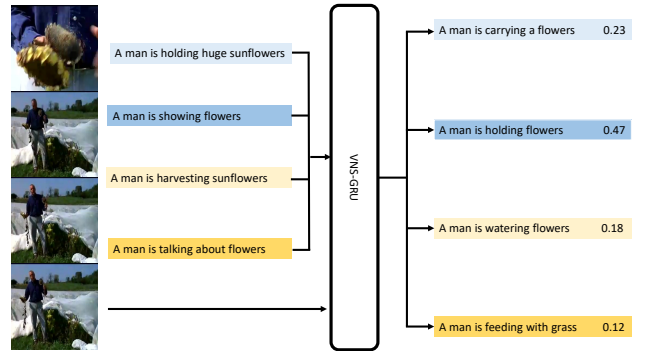 A man is holding huge sunflowers
A man is showing flowers
A man is harvesting sunflowers
A man is talking about flowers
VNS-GRU
A man is carrying a flowers 0.23
A man is holding flowers 0.47
A man is watering flowers 0.18
A man is feeding with grass 0.12